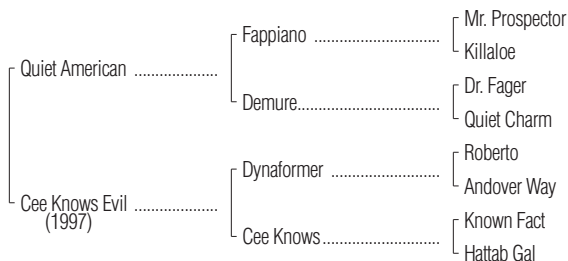 Mr. Prospector
Fappiano ........................................
Killaloe
Quiet American .....................
Dr. Fager
Demure.............................................
Quiet Charm
Roberto
Dynaformer ...................................
Andover Way
Cee Knows Evil .....................
(1997)
Known Fact
Cee Knows.......................................
Hattab Gal